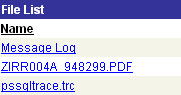 File List
Name
Message Log
ZIRR004A_948299.PDF
pssqltrace.trc